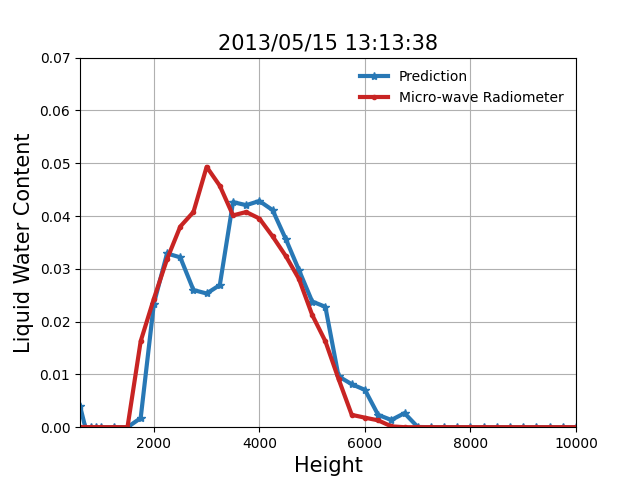 2013/05/15 13:13:38
0.07
0.06
0.05
0.04
0.03
0.02
0.01
0.00
Liquid Water Content
Prediction
Micro-wave Radiometer
2000 4000 6000 8000 10000
Height